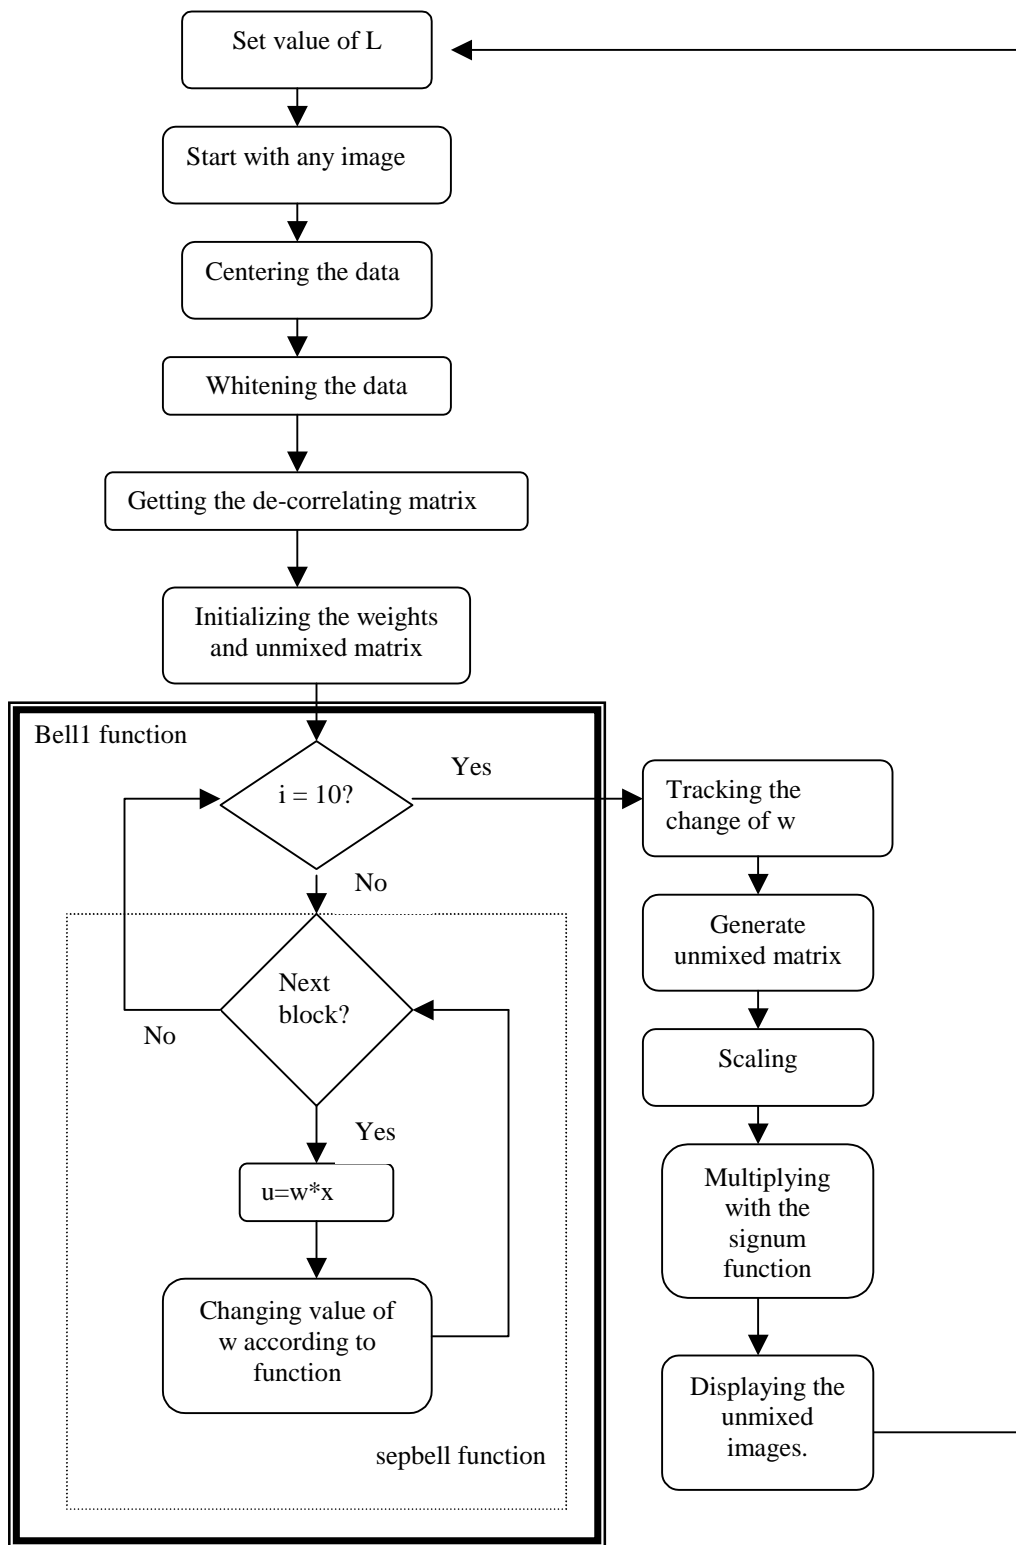 Set value of L
Start with any image
Centering the data
Whitening the data
Getting the de-correlating matrix
Initializing the weights
and unmixed matrix
Bell1 function
i = 10?
Yes
No
Next
block?
No
Yes
u=w*x
Changing value of
w according to
function
sepbell function
Tracking the
change of w
Generate
unmixed matrix
Scaling
Multiplying
with the
signum
function
Displaying the
unmixed
images.